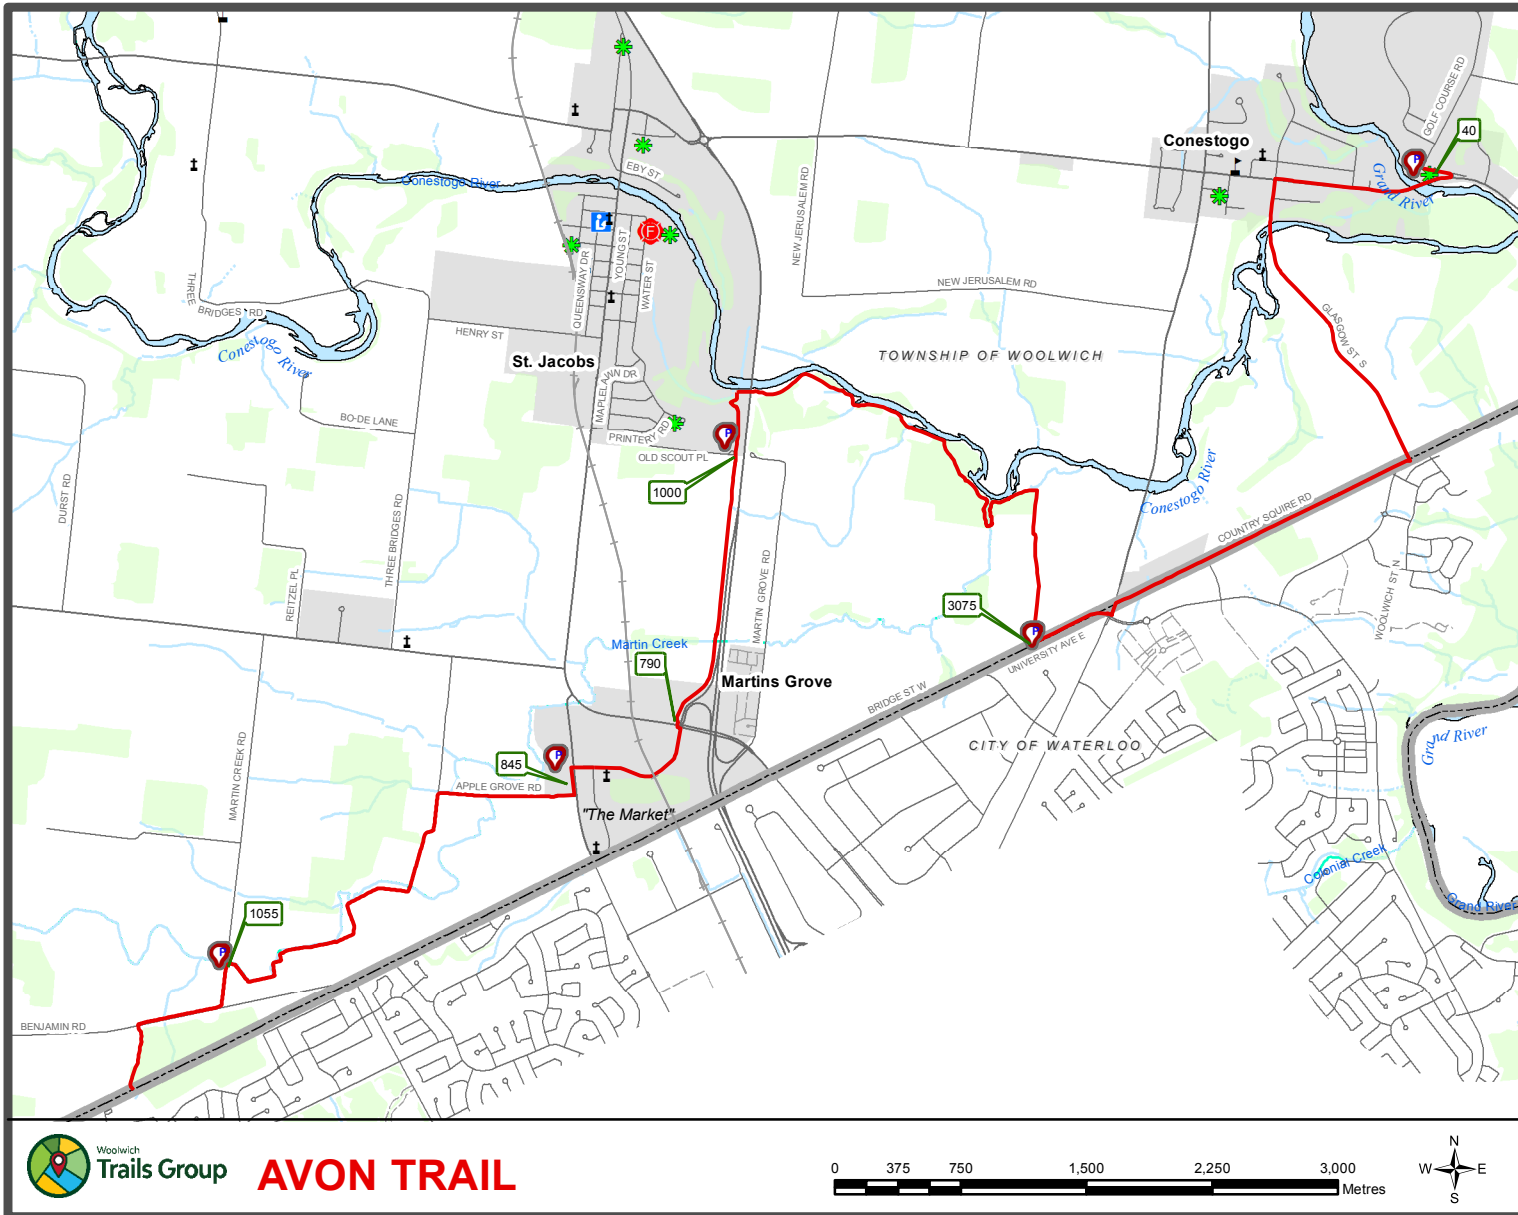 GOLF COURSE RD
40
Conestogo
Grand River
EBY ST
Conestogo River
NEW JERUSALEM RD
F
YOUNG ST
QUEENSWAY DR
WATER ST
NEW JERUSALEM RD
THREE
BRIDGES RD
Conestogo River
HENRY ST
GLASGOW ST S
TOWNSHIP OF WOOLWICH
St. Jacobs
MAPLELAWN DR
BO-DE LANE
PRINTERY RD
P
OLD SCOUT PL
1000
DURST RD
THREE BRIDGES RD
Conestogo River
COUNTRY SQUIRE RD
REITZEL PL
MARTIN GROVE RD
WOOLWICH ST N
3075
P
UNIVERSITY AVE E
Martin Creek
790
Martins Grove
BRIDGE ST W
CITY OF WATERLOO
Grand River
MARTIN CREEK RD
P
845
APPLE GROVE RD
"The Market"
Colonial Creek
Grand River
1055
P
BENJAMIN RD
P
Woolwich
Trails Group
AVON TRAIL
0 375 750 1,500 2,250 3,000
Metres
N
W E
S